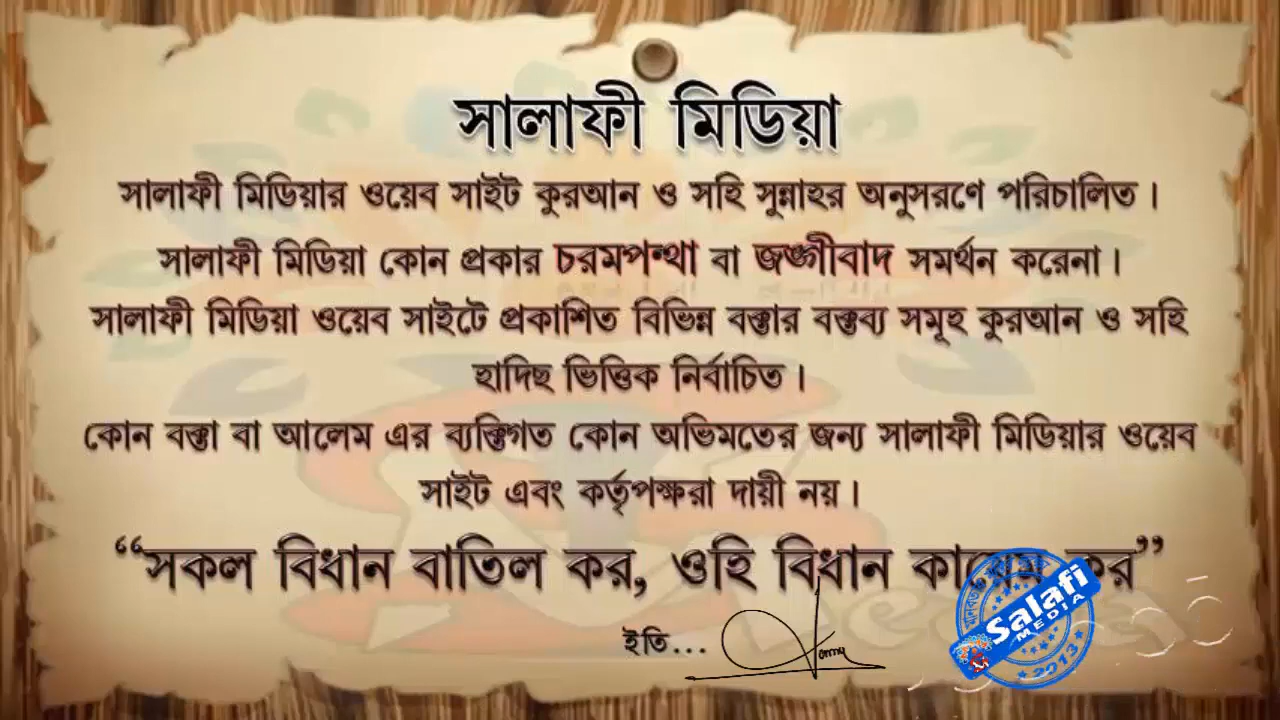 সালাফী মিডিয়া
সালাফী মিডিয়ার ওয়েব সাইট কুরআন ও সহি সুন্নাহর অনুসরণে পরিচালিত।
সালাফী মিডিয়া কোন প্রকার চরমপন্থা বা জঙ্গীবাদ সমর্থন করেনা।
সালাফী মিডিয়া ওয়েব সাইটে প্রকাশিত বিভিন্ন বক্তার বক্তব্য সমূহ কুরআন ও সহি
হাদিছ ভিত্তিক নির্বাচিত।
কোন বক্তা বা আলেম এর ব্যক্তিগত কোন অভিমতের জন্য সালাফী মিডিয়ার ওয়েব
সাইট এবং কর্তৃপক্ষরা দায়ী নয়।
“সকল বিধান বাতিল কর, ওহি বিধান কায়েম কর”
ইতি...
Salafi
MEDIA
2013